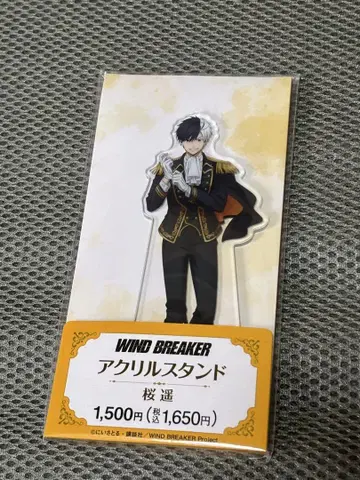 WIND BREAKER
アクリルスタンド
桜 遥
1,500円(税込1,650円)
©にいさとる・講談社/WIND BREAKER Project